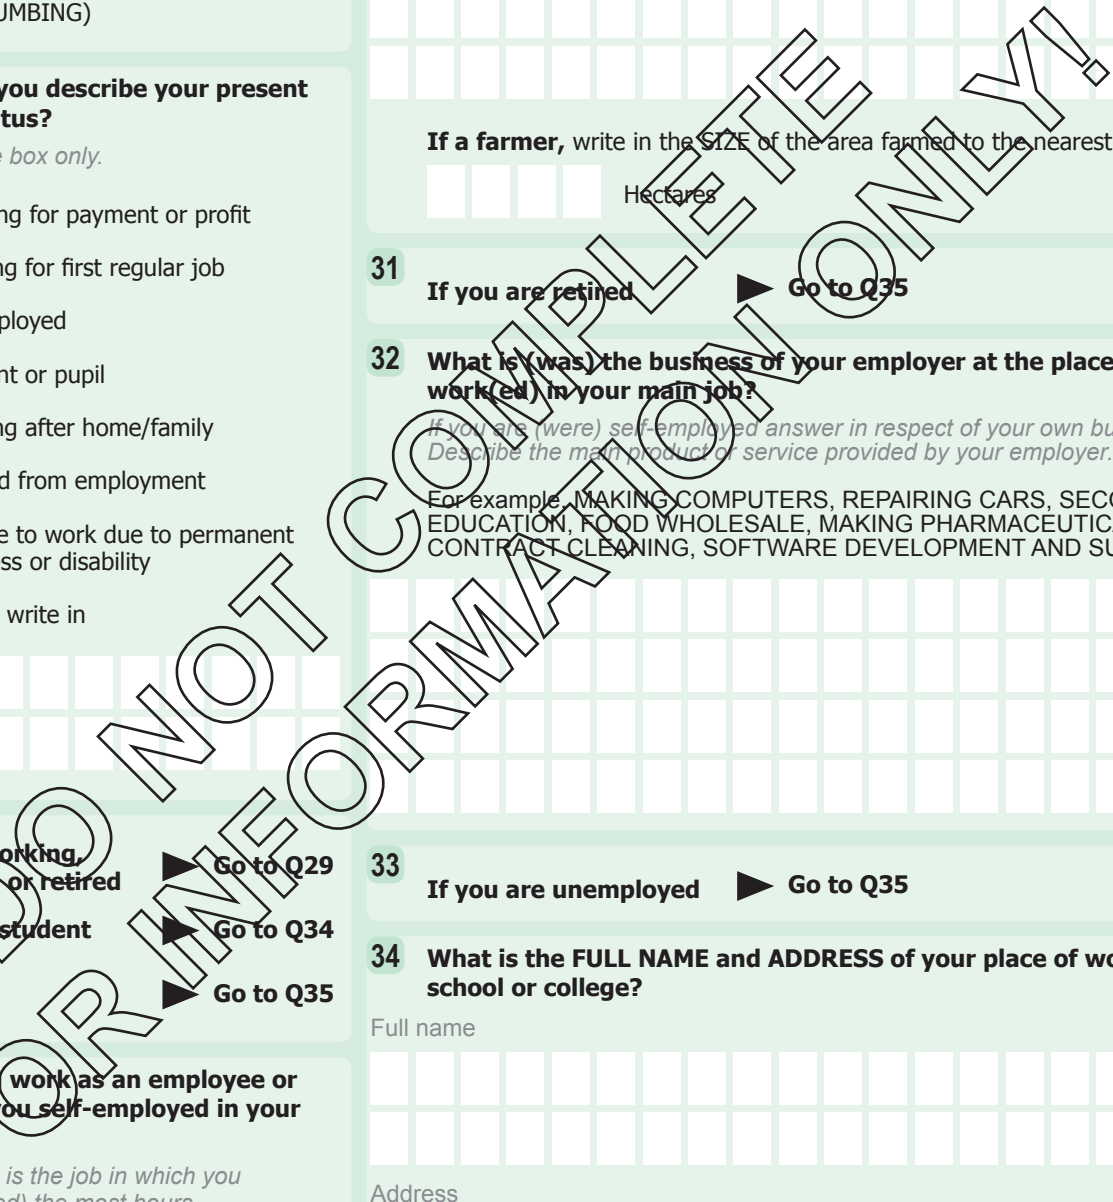 UMBING)
you describe your present
tus?
box only.
ng for payment or profit
ng for first regular job
ployed
nt or pupil
ng after home/family
d from employment
e to work due to permanent
ss or disability
write in
orking,
or retired
Go to Q29
student
Go to Q34
Go to Q35
work as an employee or
you self-employed in your
is the job in which you
ed) the most hours
If a farmer, write in the SIZE of the area farmed to the nearest
Hectares
31
If you are retired
Go to Q35
32
What is (was) the business of your employer at the place
work(ed) in your main job?
If you are (were) self-employed answer in respect of your own bu
Describe the main product or service provided by your employer.
For example, MAKING COMPUTERS, REPAIRING CARS, SECO
EDUCATION, FOOD WHOLESALE, MAKING PHARMACEUTICA
CONTRACT CLEANING, SOFTWARE DEVELOPMENT AND SU
33
If you are unemployed
Go to Q35
34
What is the FULL NAME and ADDRESS of your place of wo
school or college?
Full name
Address
DO NOT COMPLETE
OR INFORMATION ONLY!